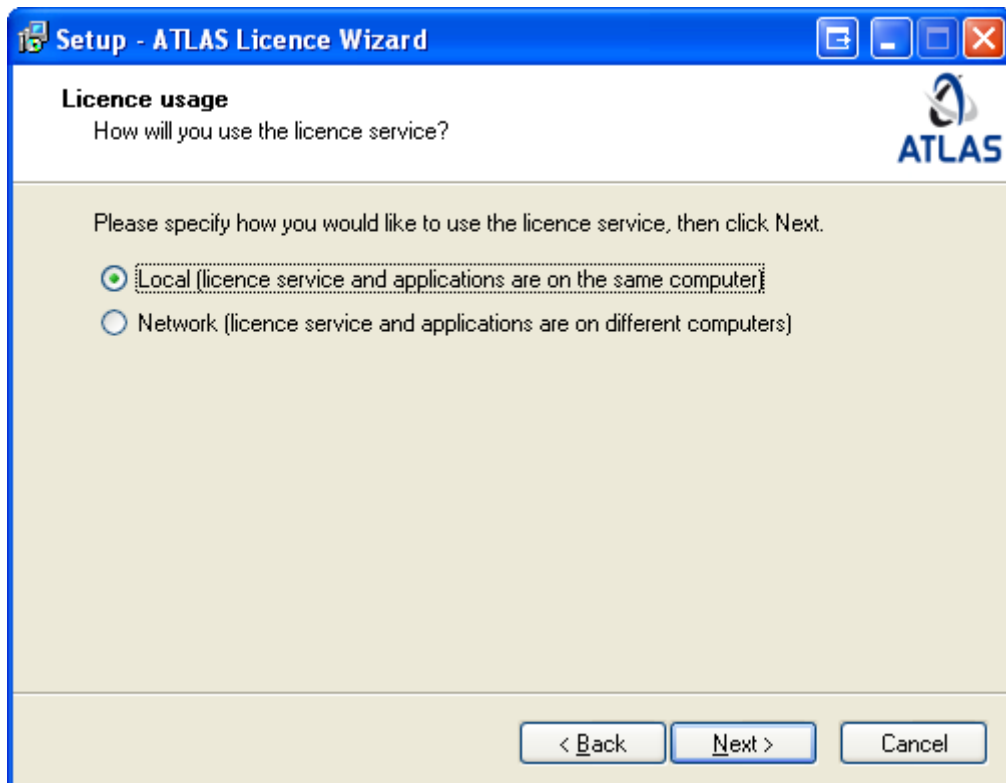 Setup - ATLAS Licence Wizard
Licence usage
How will you use the licence service?
ATLAS
Please specify how you would like to use the licence service, then click Next.
Local (licence service and applications are on the same computer)
Network (licence service and applications are on different computers)
< Back
Next >
Cancel